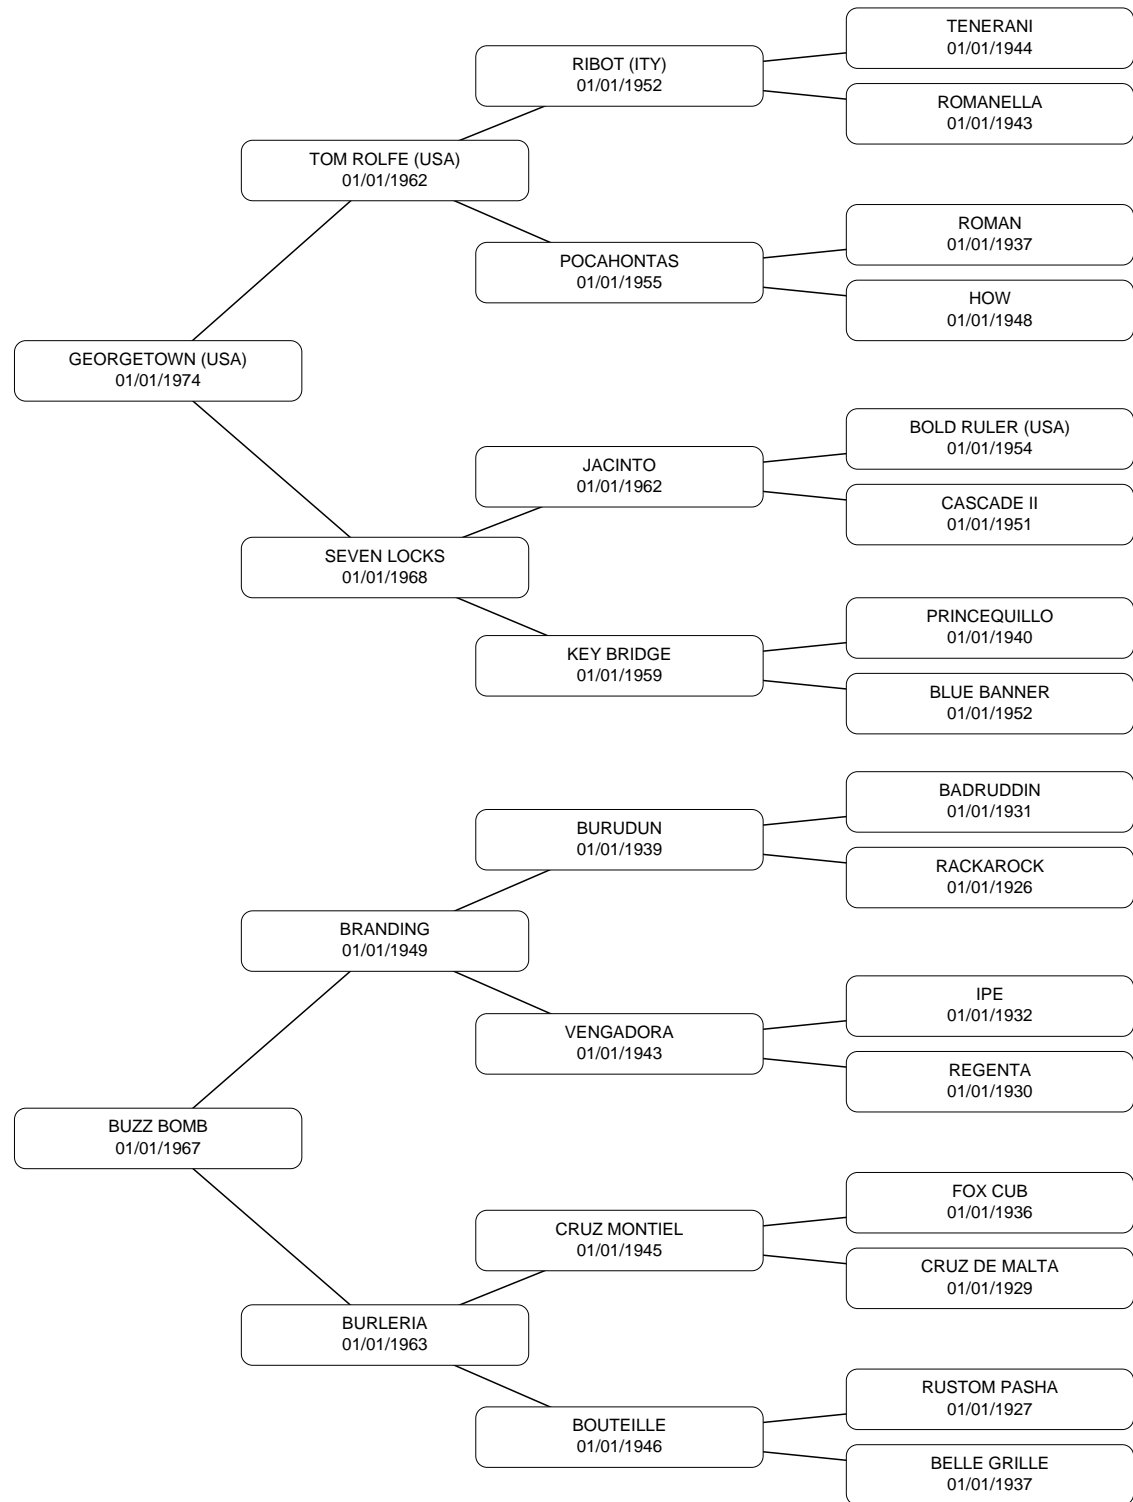 TENERANI
01/01/1944
RIBOT (ITY)
01/01/1952
ROMANELLA
01/01/1943
TOM ROLFE (USA)
01/01/1962
ROMAN
01/01/1937
POCAHONTAS
01/01/1955
HOW
01/01/1948
GEORGETOWN (USA)
01/01/1974
BOLD RULER (USA)
01/01/1954
JACINTO
01/01/1962
CASCADE II
01/01/1951
SEVEN LOCKS
01/01/1968
PRINCEQUILLO
01/01/1940
KEY BRIDGE
01/01/1959
BLUE BANNER
01/01/1952
BADRUDDIN
01/01/1931
BURUDUN
01/01/1939
RACKAROCK
01/01/1926
BRANDING
01/01/1949
IPE
01/01/1932
VENGADORA
01/01/1943
REGENTA
01/01/1930
BUZZ BOMB
01/01/1967
FOX CUB
01/01/1936
CRUZ MONTIEL
01/01/1945
CRUZ DE MALTA
01/01/1929
BURLERIA
01/01/1963
RUSTOM PASHA
01/01/1927
BOUTEILLE
01/01/1946
BELLE GRILLE
01/01/1937